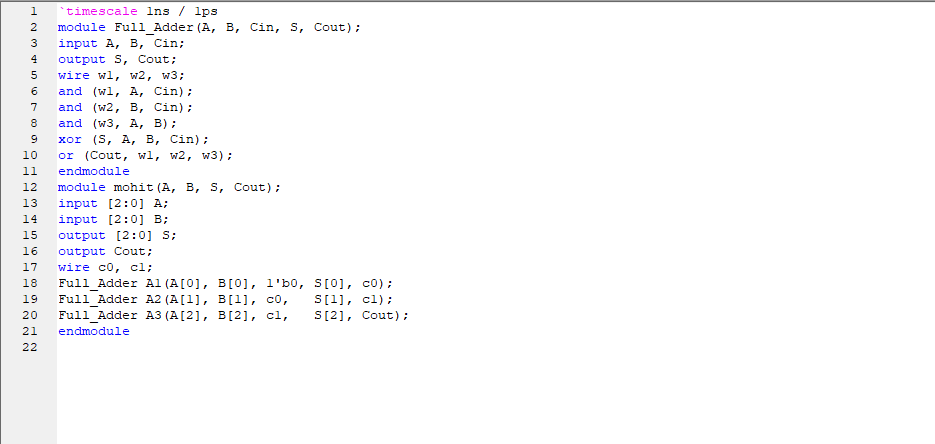 1 `timescale 1ns / 1ps
2 module Full_Adder(A, B, Cin, S, Cout);
3 input A, B, Cin;
4 output S, Cout;
5 wire w1, w2, w3;
6 and (w1, A, Cin);
7 and (w2, B, Cin);
8 and (w3, A, B);
9 xor (S, A, B, Cin);
10 or (Cout, w1, w2, w3);
11 endmodule
12 module mohit(A, B, S, Cout);
13 input [2:0] A;
14 input [2:0] B;
15 output [2:0] S;
16 output Cout;
17 wire c0, c1;
18 Full_Adder A1(A[0], B[0], 1'b0, S[0], c0);
19 Full_Adder A2(A[1], B[1], c0,   S[1], c1);
20 Full_Adder A3(A[2], B[2], c1,   S[2], Cout);
21 endmodule
22